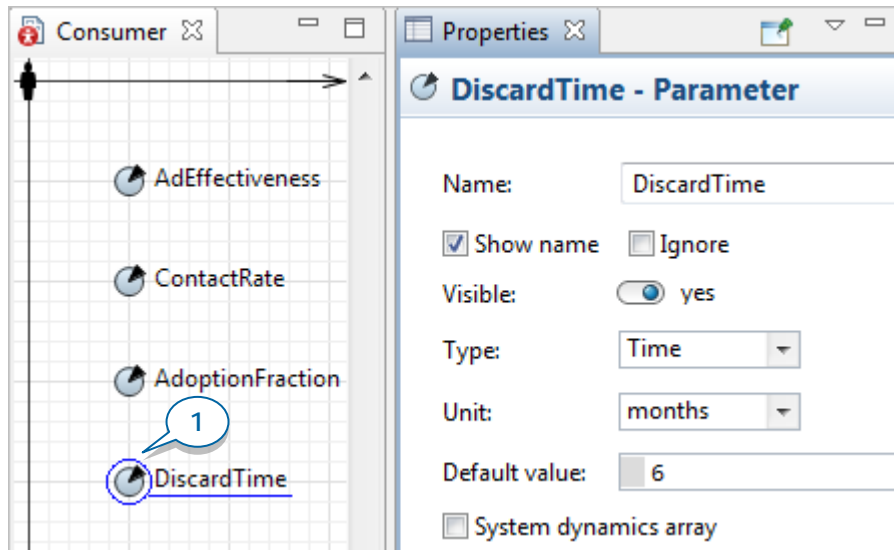 Consumer
AdEffectiveness
ContactRate
AdoptionFraction
1
DiscardTime
Properties
DiscardTime - Parameter
Name: DiscardTime
Show name Ignore
Visible: yes
Type: Time
Unit: months
Default value: 6
System dynamics array